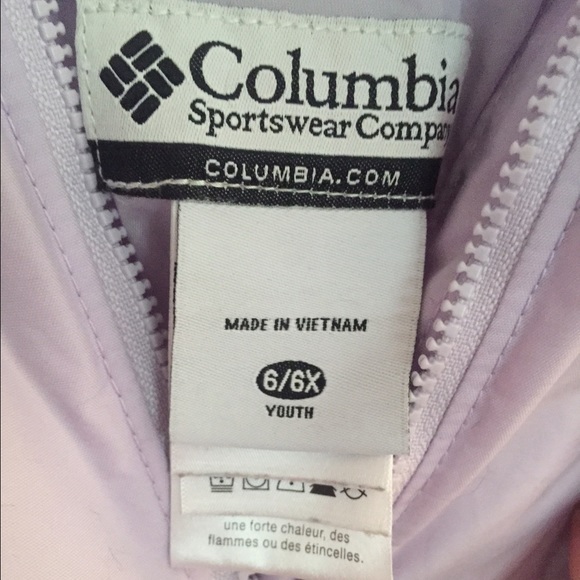 Columbia
Sportswear Company
COLUMBIA.COM
MADE IN VIETNAM
6/6X
YOUTH
une forte chaleur, des
flammes ou des étincelles.